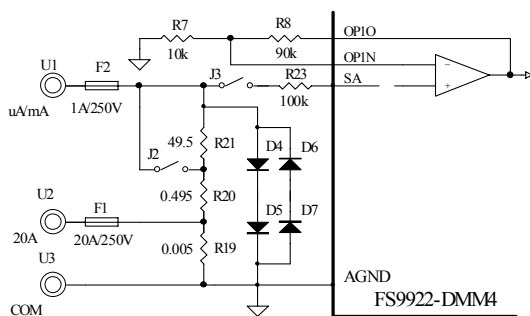 R7
10k
R8
90k
OP1O
OP1N
U1
uA/mA
F2
1A/250V
J3
R23
100k
SA
J2
49.5
R21
D4
D6
0.495
R20
U2
20A
F1
20A/250V
D5
D7
0.005
R19
U3
COM
AGND
FS9922-DMM4